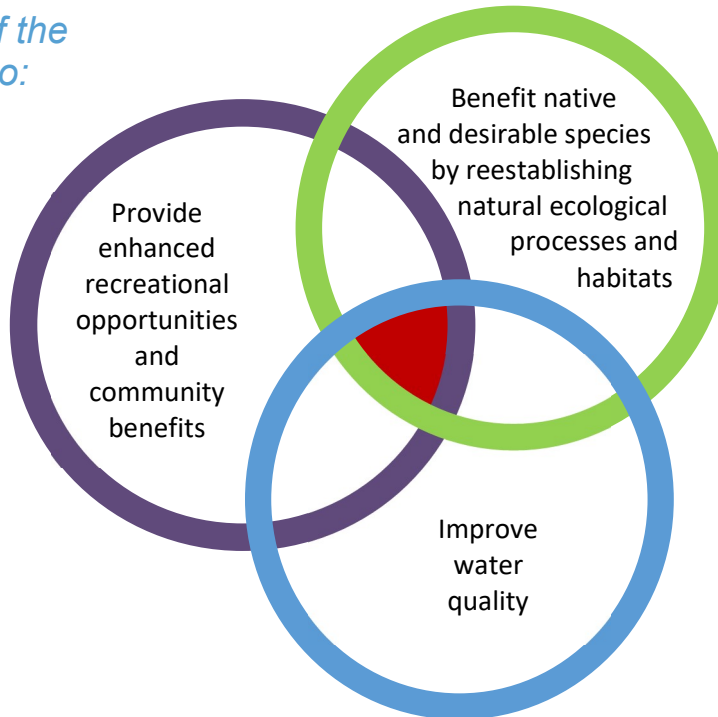 f the
o:
Benefit native
and desirable species
by reestablishing
natural ecological
processes and
habitats
Provide
enhanced
recreational
opportunities
and
community
benefits
Improve
water
quality